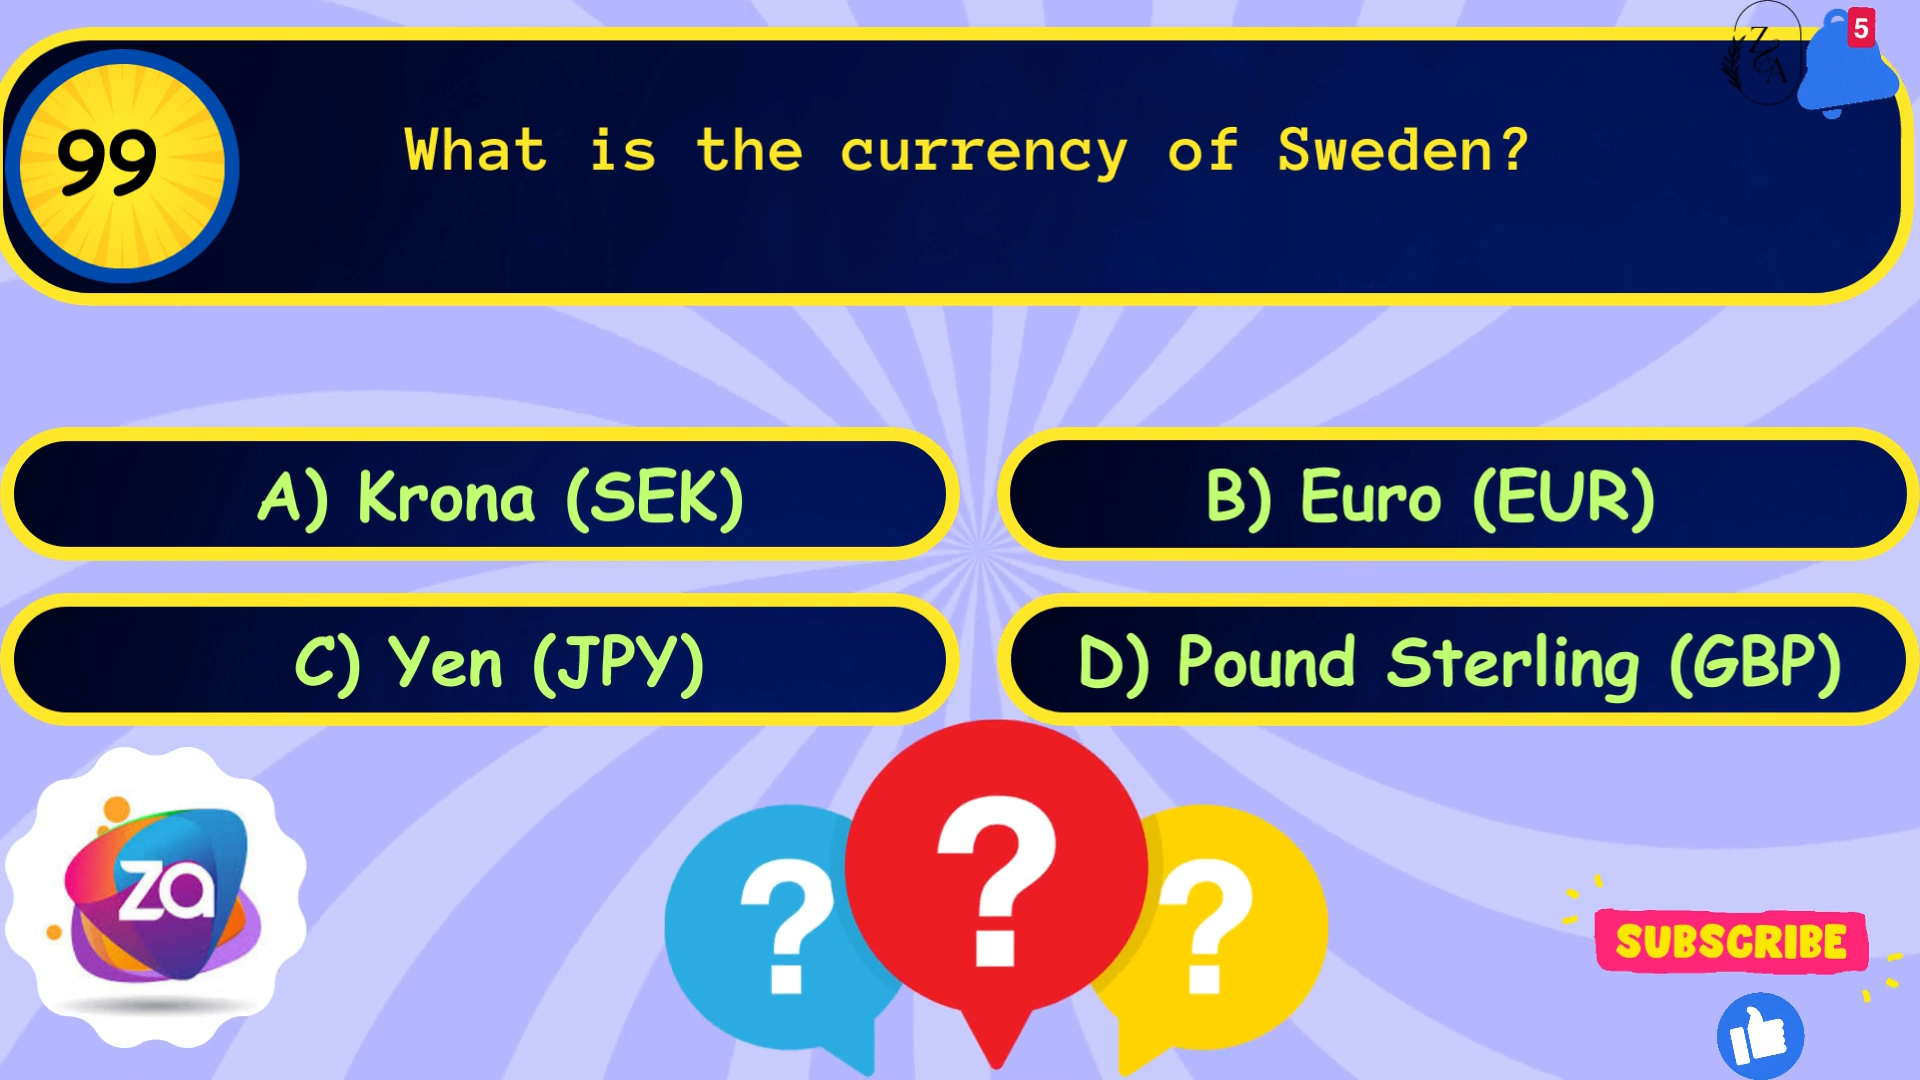 5
Z
&
A
99
What is the currency of Sweden?
A) Krona (SEK)
B) Euro (EUR)
C) Yen (JPY)
D) Pound Sterling (GBP)
za
? ? ?
SUBSCRIBE